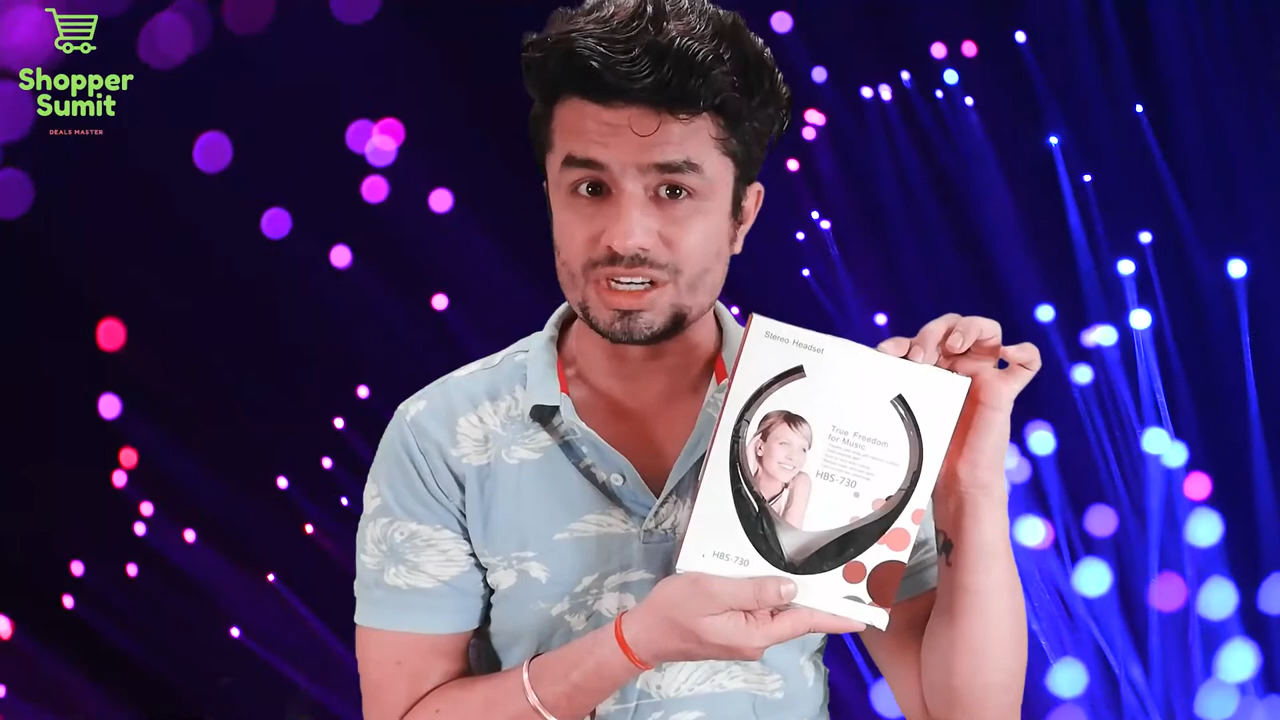 Shopper
Sumit
DEALS MASTER
Stereo Headset
True Freedom
for Music
HBS-730
HBS-730